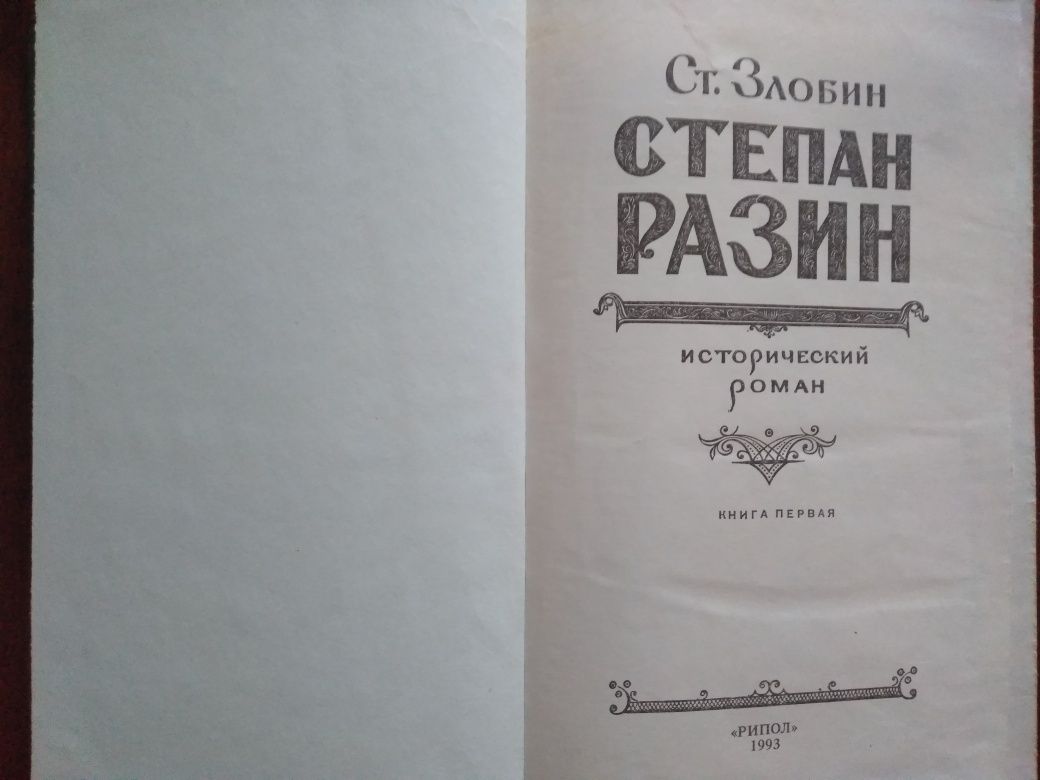 Ст. Злобин
СТЕПАН
РАЗИН
ИСТОРИЧЕСКИЙ
РОМАН
КНИГА ПЕРВАЯ
«РИПОЛ»
1993